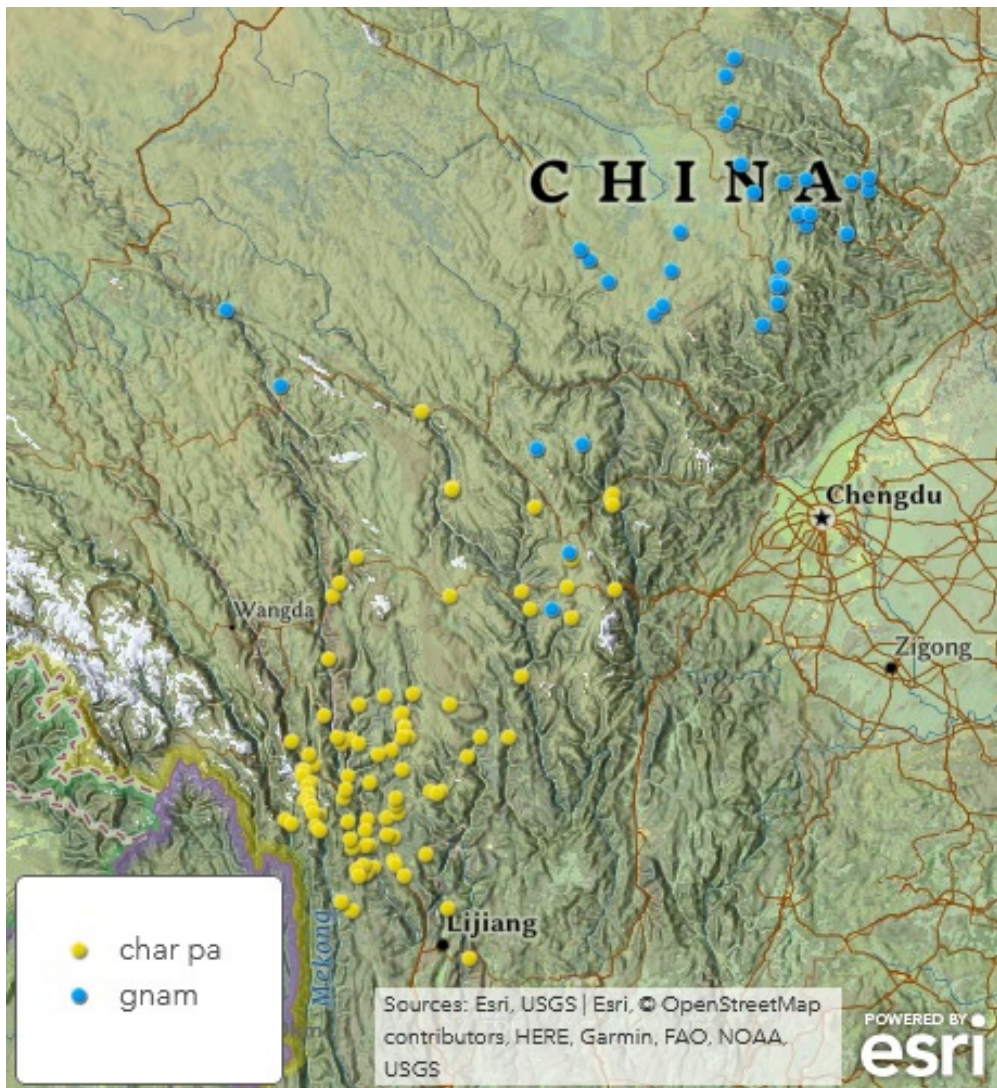 CHINA
Chengdu
Wangda
Zigong
Lijiang
Mekong
char pa
gnam
Sources: Esri, USGS | Esri, © OpenStreetMap
contributors, HERE, Garmin, FAO, NOAA,
USGS
POWERED BY
esri